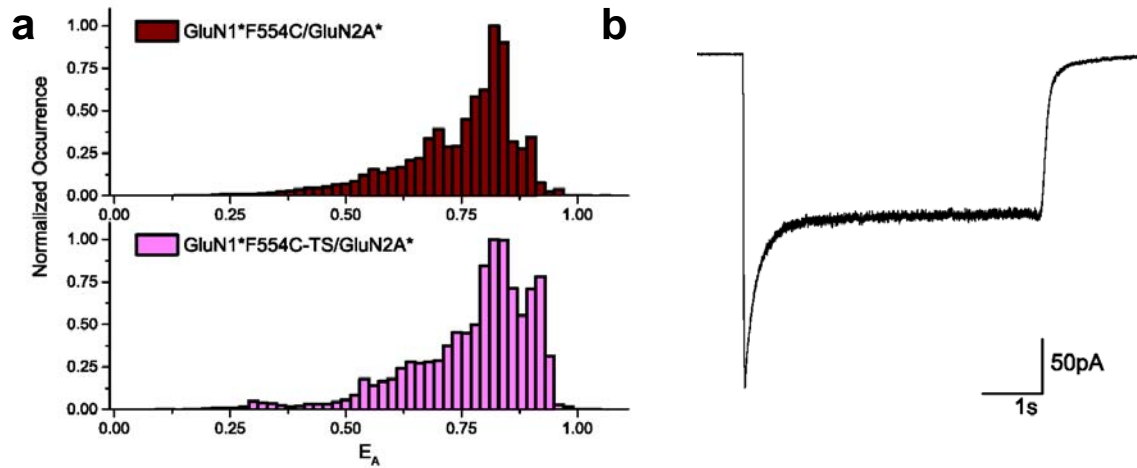 a
GluN1*F554C/GluN2A*
1.00
0.75
0.50
0.25
0.00
0.00 0.25 0.50 0.75 1.00
GluN1*F554C-TS/GluN2A*
1.00
0.75
0.50
0.25
0.00
0.00 0.25 0.50 0.75 1.00
Normalized Occurrence
E_A
b
50pA
1s